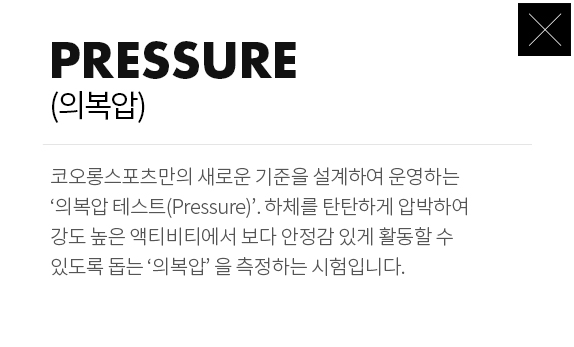 PRESSURE
(의복압)
코오롱스포츠만의 새로운 기준을 설계하여 운영하는
‘의복압 테스트(Pressure)’. 하체를 탄탄하게 압박하여
강도 높은 액티비티에서 보다 안정감 있게 활동할 수
있도록 돕는 ‘의복압’ 을 측정하는 시험입니다.